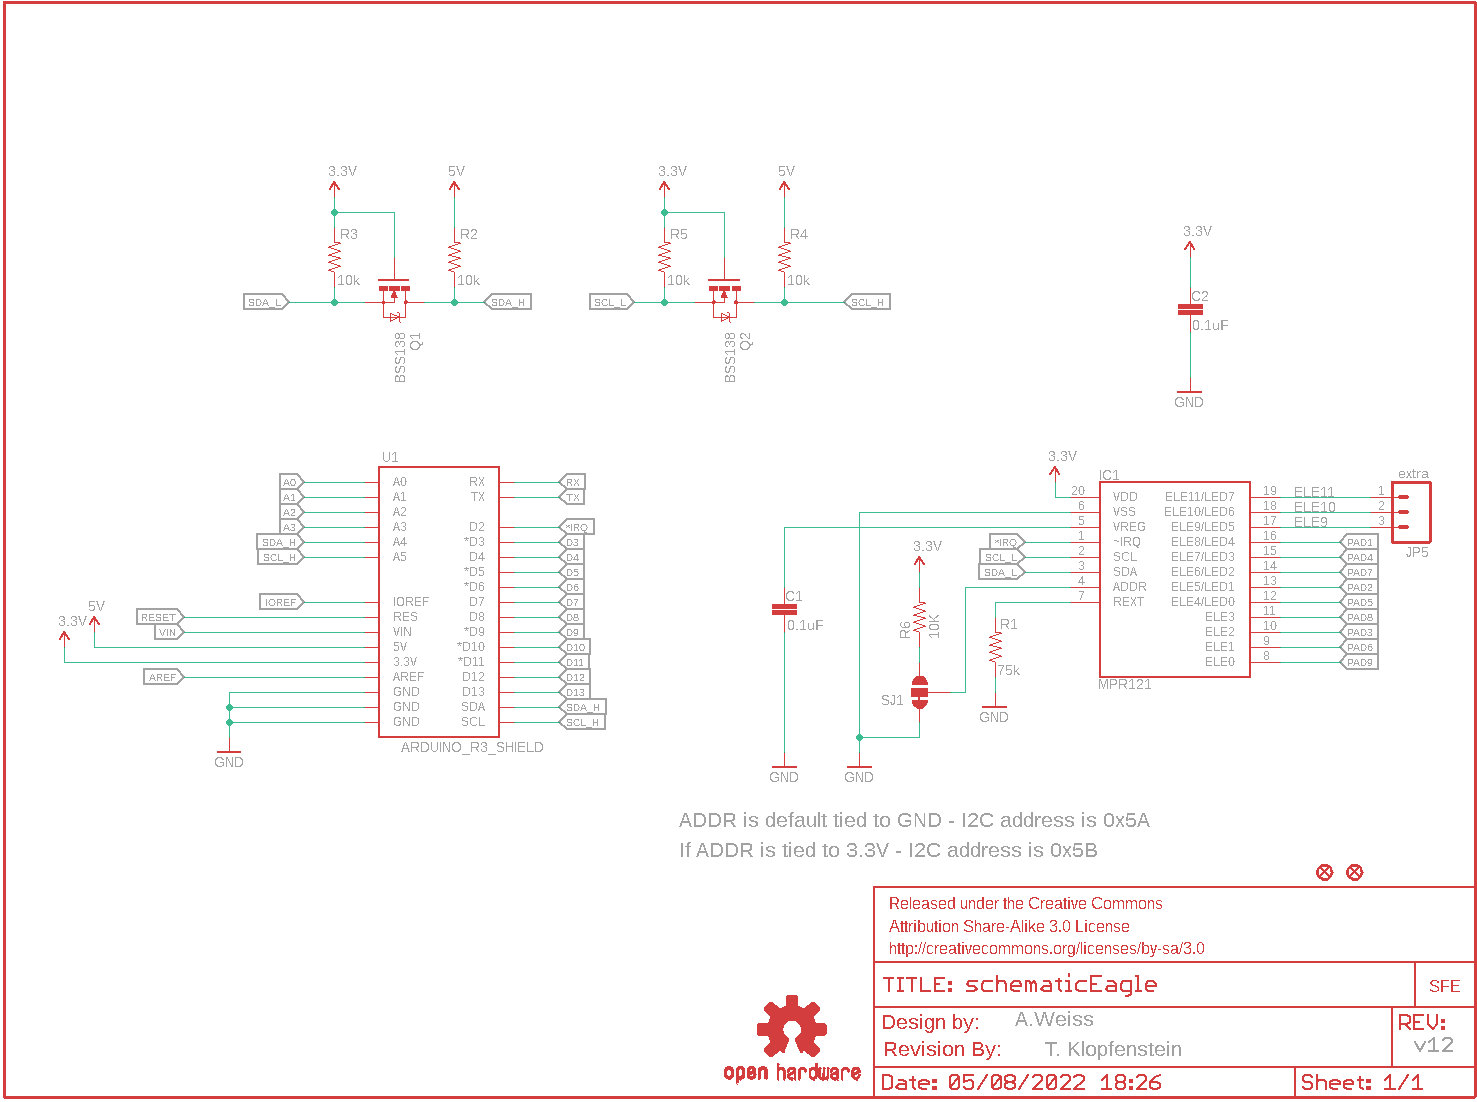 3.3V 5V 3.3V 5V
R3 R2 R5 R4
10k 10k 10k 10k
SDA_L SDA_H SCL_L SCL_H
BSS138 Q1 BSS138 Q2
3.3V
C2
0.1uF
GND
U1
A0 A0 RX RX
A1 A1 TX TX
A2 A2
A3 A3 D2 *IRQ
SDA_H A4 *D3 D3
SCL_H A5 D4 D4
*D5 D5
*D6 D6
IOREF IOREF D7 D7
RESET RES D8 D8
VIN VIN *D9 D9
5V 5V *D10 D10
3.3V 3.3V *D11 D11
AREF AREF D12 D12
GND D13 D13
GND SDA SDA_H
GND SCL SCL_H
GND
ARDUINO_R3_SHIELD
3.3V
IC1
extra
20 VDD ELE11/LED7 19 ELE11 1
6 VSS ELE10/LED6 18 ELE10 2
5 VREG ELE9/LED5 17 ELE9 3
*IRQ 1 ~IRQ ELE8/LED4 16 PAD1
SCL_L 2 SCL ELE7/LED3 15 PAD4
SDA_L 3 SDA ELE6/LED2 14 PAD7
4 ADDR ELE5/LED1 13 PAD2
7 REXT ELE4/LED0 12 PAD5
ELE3 11 PAD8
ELE2 10 PAD3
ELE1 9 PAD6
ELE0 8 PAD9
JP5
MPR121
3.3V
C1
0.1uF
R6
10K
R1
75k
SJ1
GND
GND
GND
ADDR is default tied to GND - I2C address is 0x5A
If ADDR is tied to 3.3V - I2C address is 0x5B
Released under the Creative Commons
Attribution Share-Alike 3.0 License
http://creativecommons.org/licenses/by-sa/3.0
TITLE: schematicEagle SFE
Design by: A.Weiss
REV:
v12
Revision By: T. Klopfenstein
open hardware
Date: 05/08/2022 18:26 Sheet: 1/1